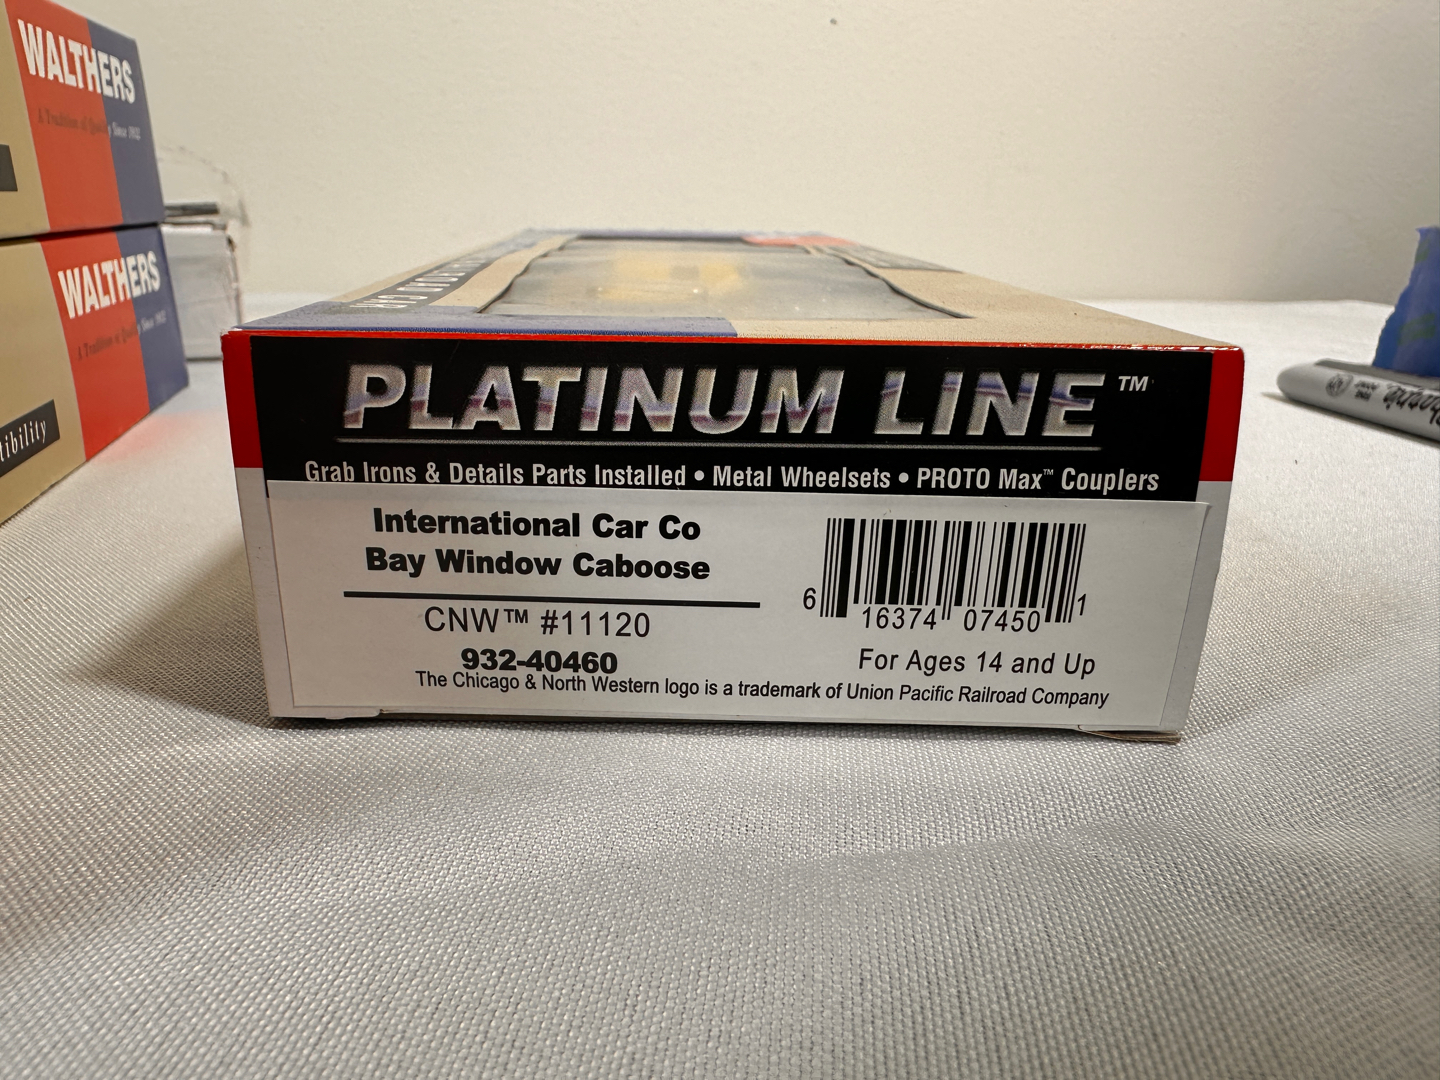 WALTHERS
A Tradition of Quality Since 1932
WALTHERS
A Tradition of Quality Since 1932
tibility
PLATINUM LINE™
Grab Irons & Details Parts Installed • Metal Wheelsets • PROTO Max™ Couplers
International Car Co
Bay Window Caboose
CNW™ #11120
932-40460
6 16374 07450 1
For Ages 14 and Up
The Chicago & North Western logo is a trademark of Union Pacific Railroad Company